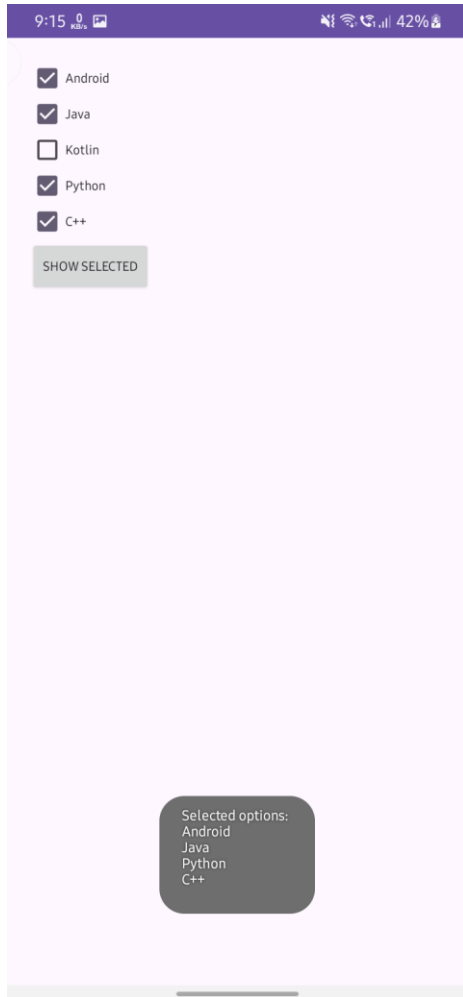 9:15 0 KB/s 42%
Android
Java
Kotlin
Python
C++
SHOW SELECTED
Selected options:
Android
Java
Python
C++